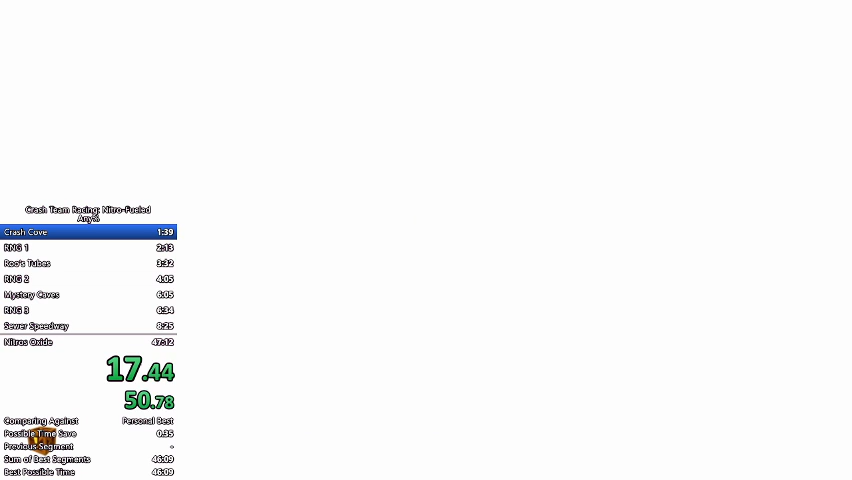 Crash Team Racing: Nitro-Fueled
Any%
Crash Cove 1:39
RNG 1 2:13
Roo's Tubes 3:32
RNG 2 4:05
Mystery Caves 6:05
RNG 3 6:34
Sewer Speedway 8:25
Nitros Oxide 47:12
17.44
50.78
Comparing Against Personal Best
Possible Time Save 0.35
Previous Segment -
Sum of Best Segments 46:09
Best Possible Time 46:09